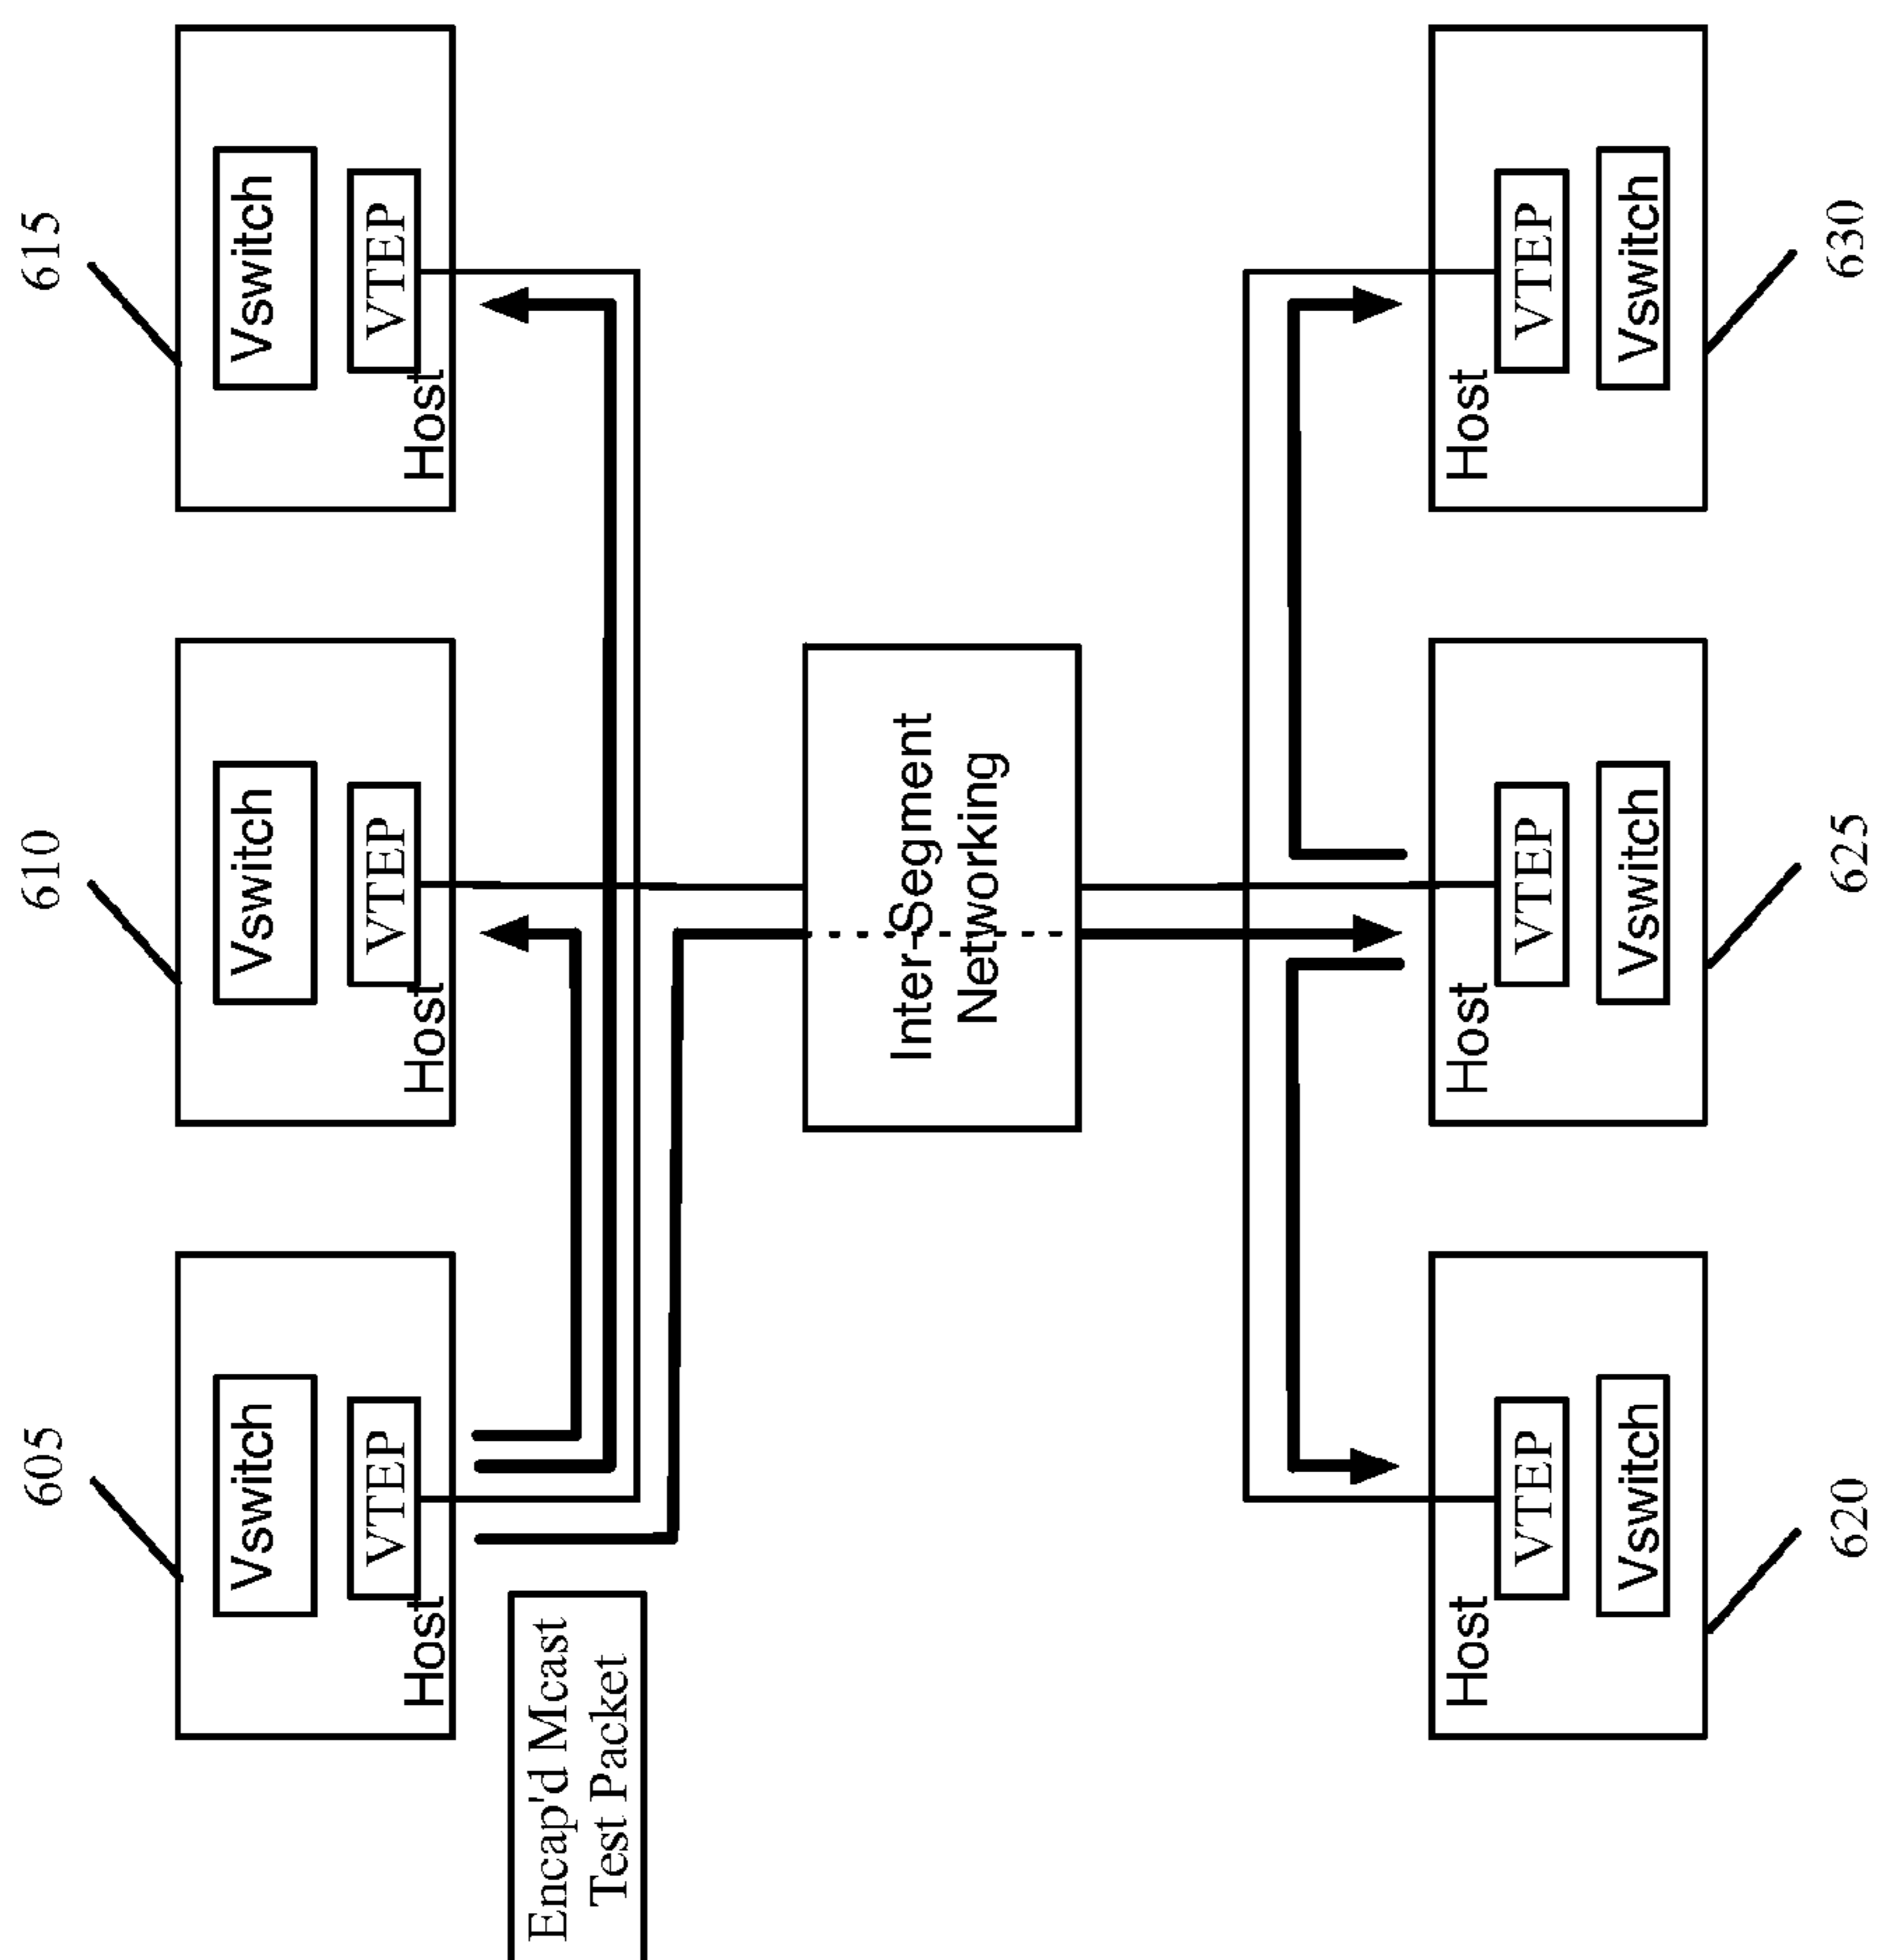 605
610
615
Vswitch
Vswitch
Vswitch
VTEP
VTEP
VTEP
Host
Host
Host
Encap'd Mcast
Test Packet
Inter-Segment
Networking
Host
Host
Host
VTEP
VTEP
VTEP
Vswitch
Vswitch
Vswitch
620
625
630